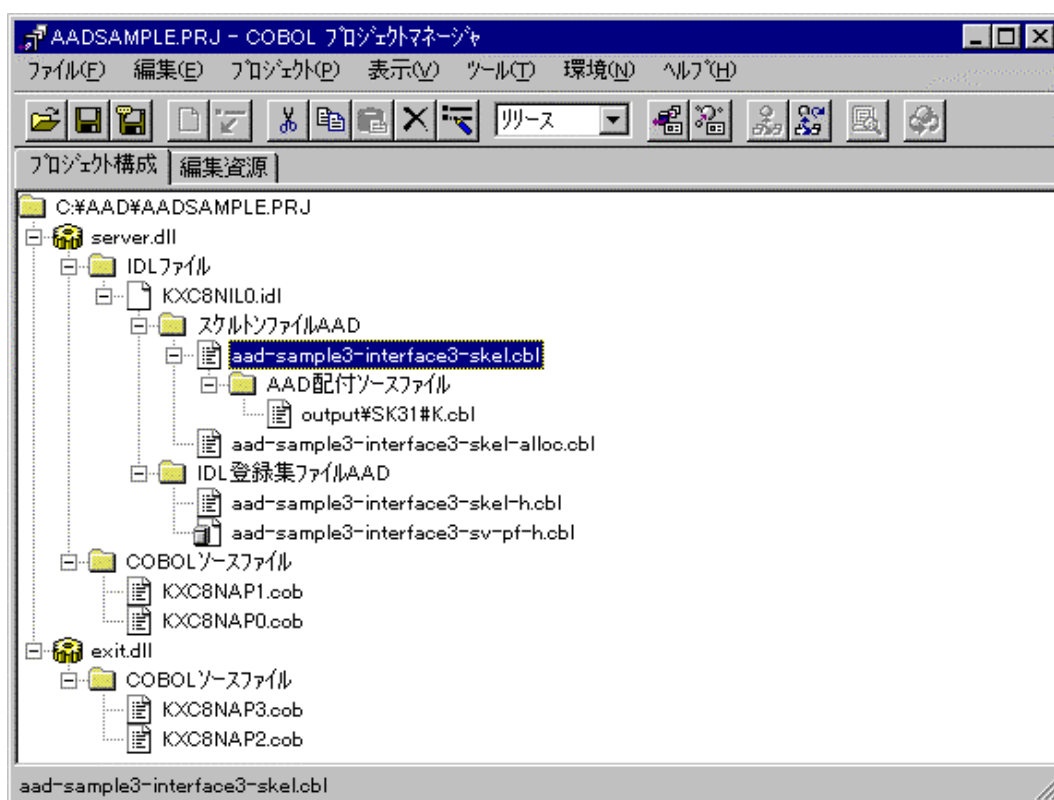 AADSAMPLE.PRJ - COBOL プロジェクトマネージャ
ファイル(F) 編集(E) プロジェクト(P) 表示(V) ツール(T) 環境(N) ヘルプ(H)
リリース
プロジェクト構成 編集資源
C:¥AAD¥AADSAMPLE.PRJ
server.dll
IDLファイル
KXC8NIL0.idl
スケルトンファイルAAD
aad-sample3-interface3-skel.cbl
AAD配付ソースファイル
output¥SK31#K.cbl
aad-sample3-interface3-skel-alloc.cbl
IDL登録集ファイルAAD
aad-sample3-interface3-skel-h.cbl
aad-sample3-interface3-sv-pf-h.cbl
COBOLソースファイル
KXC8NAP1.cob
KXC8NAP0.cob
exit.dll
COBOLソースファイル
KXC8NAP3.cob
KXC8NAP2.cob
aad-sample3-interface3-skel.cbl